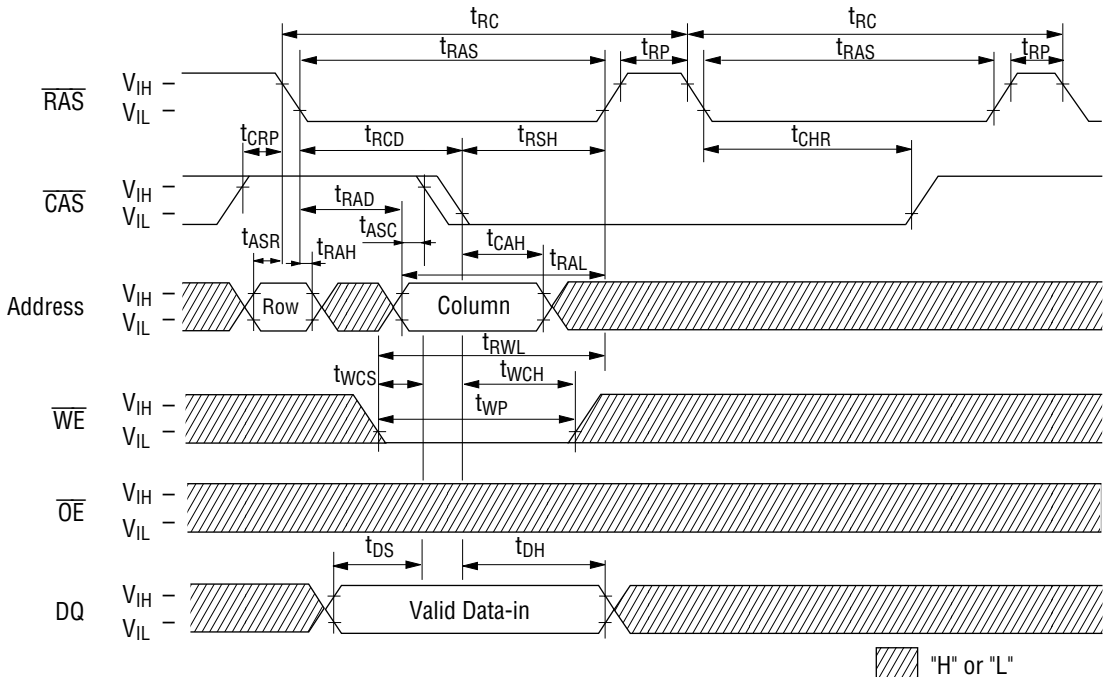 tRC tRC
tRAS tRP tRAS tRP
RAS VIH
VIL
tCRP tRCD tRSH tCHR
CAS VIH
VIL
tRAD
tASC
tASR tRAH tCAH
tRAL
Address VIH
VIL
Row Column
tRWL
tWCS tWCH
tWP
WE VIH
VIL
OE VIH
VIL
tDS tDH
DQ VIH
VIL
Valid Data-in
"H" or "L"